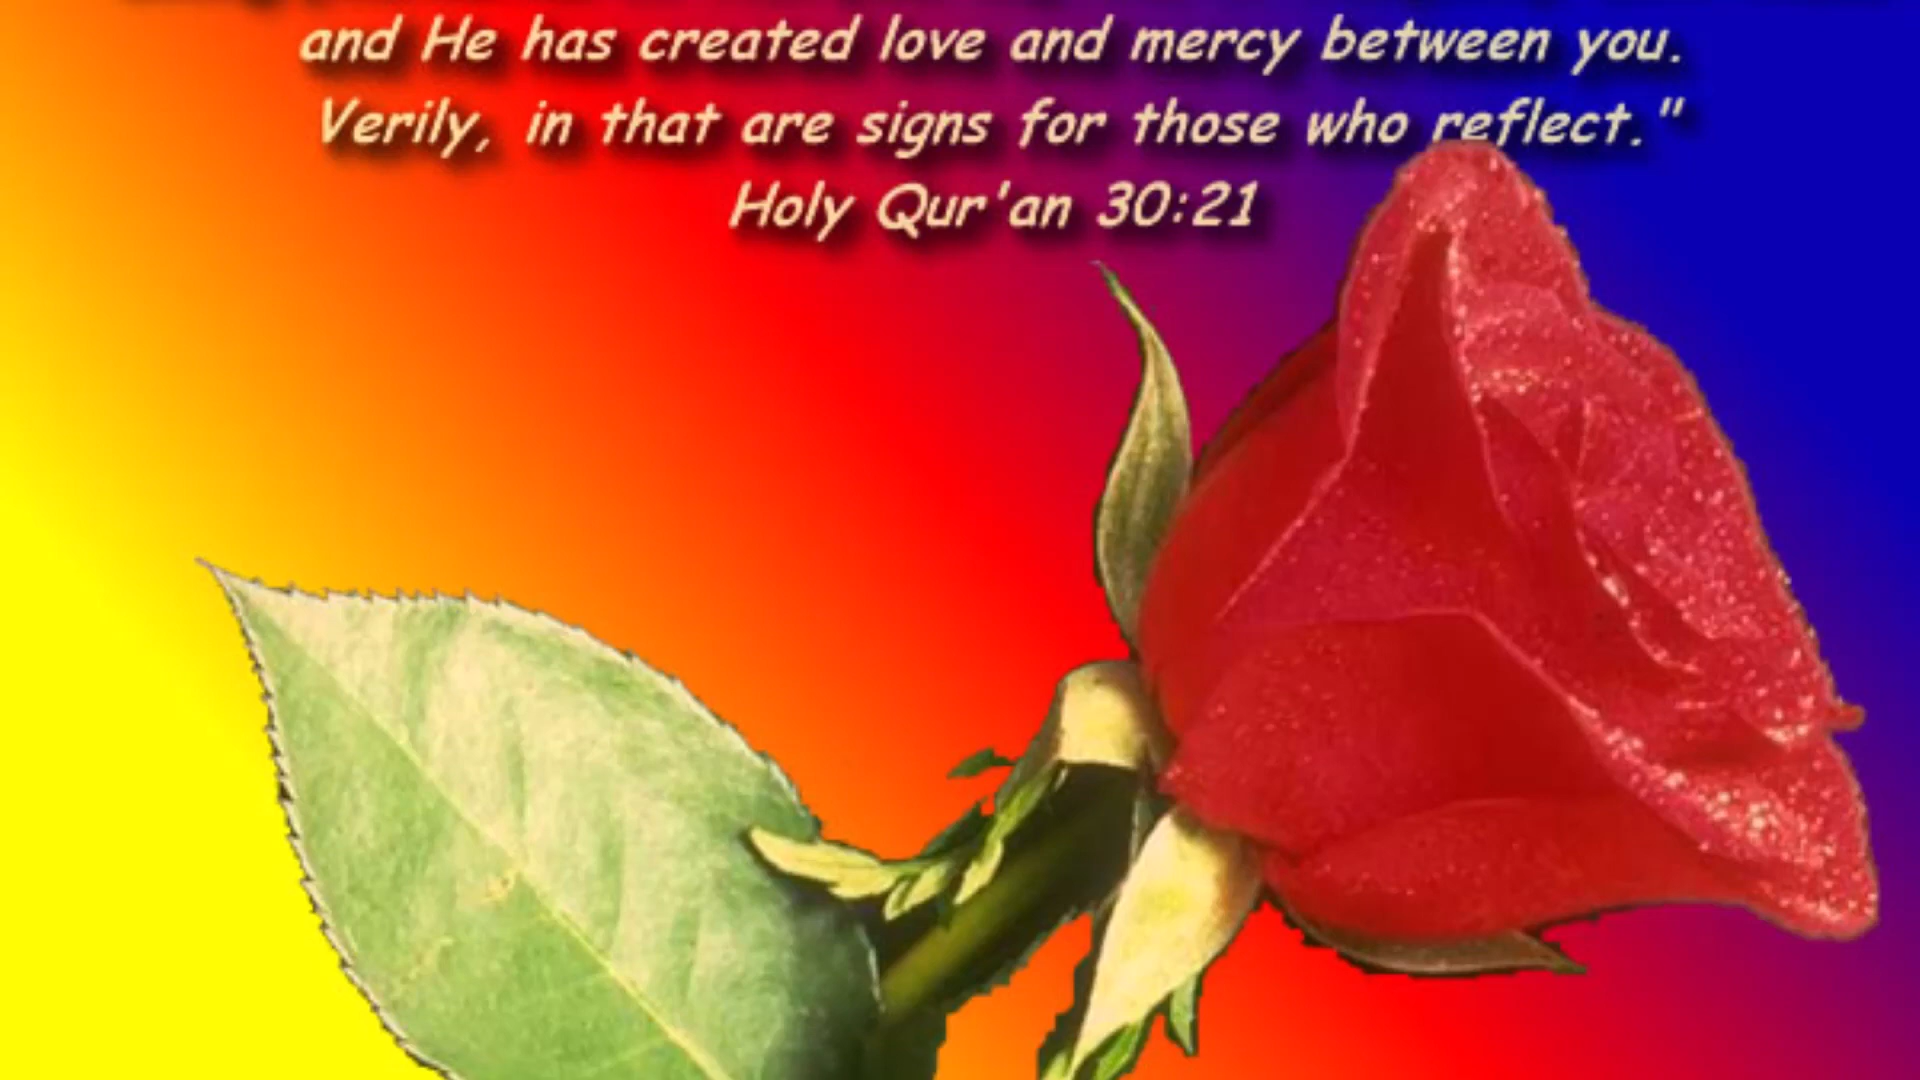 and He has created love and mercy between you.
Verily, in that are signs for those who reflect."
Holy Qur'an 30:21